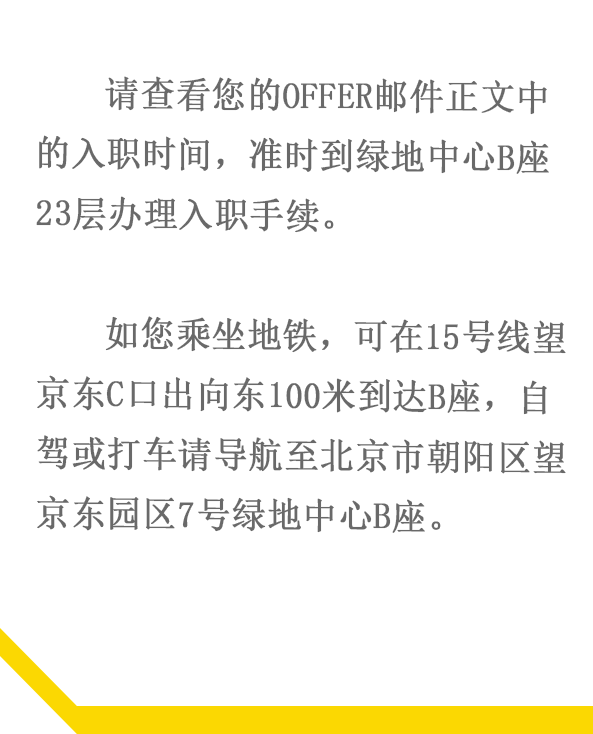 请查看您的OFFER邮件正文中
的入职时间，准时到绿地中心B座
23层办理入职手续。
如您乘坐地铁，可在15号线望
京东C口出向东100米到达B座，自
驾或打车请导航至北京市朝阳区望
京东园区7号绿地中心B座。